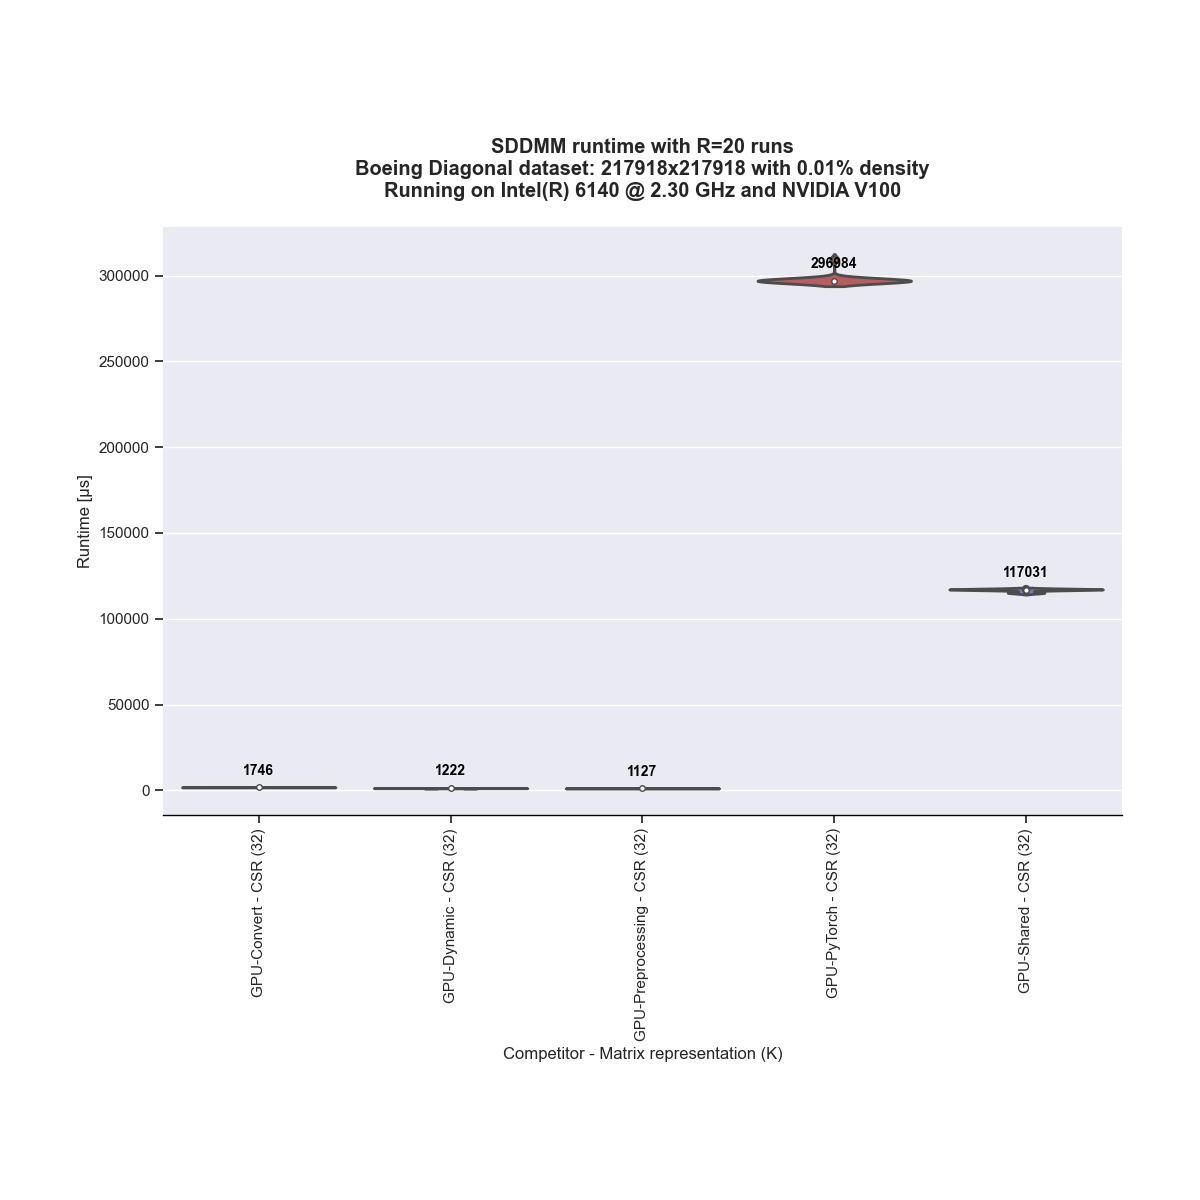 SDDMM runtime with R=20 runs
Boeing Diagonal dataset: 217918x217918 with 0.01% density
Running on Intel(R) 6140 @ 2.30 GHz and NVIDIA V100
Runtime [μs]
300000
250000
200000
150000
100000
50000
0
1746
1222
1127
296984
117031
GPU-Convert - CSR (32)
GPU-Dynamic - CSR (32)
GPU-Preprocessing - CSR (32)
GPU-PyTorch - CSR (32)
GPU-Shared - CSR (32)
Competitor - Matrix representation (K)